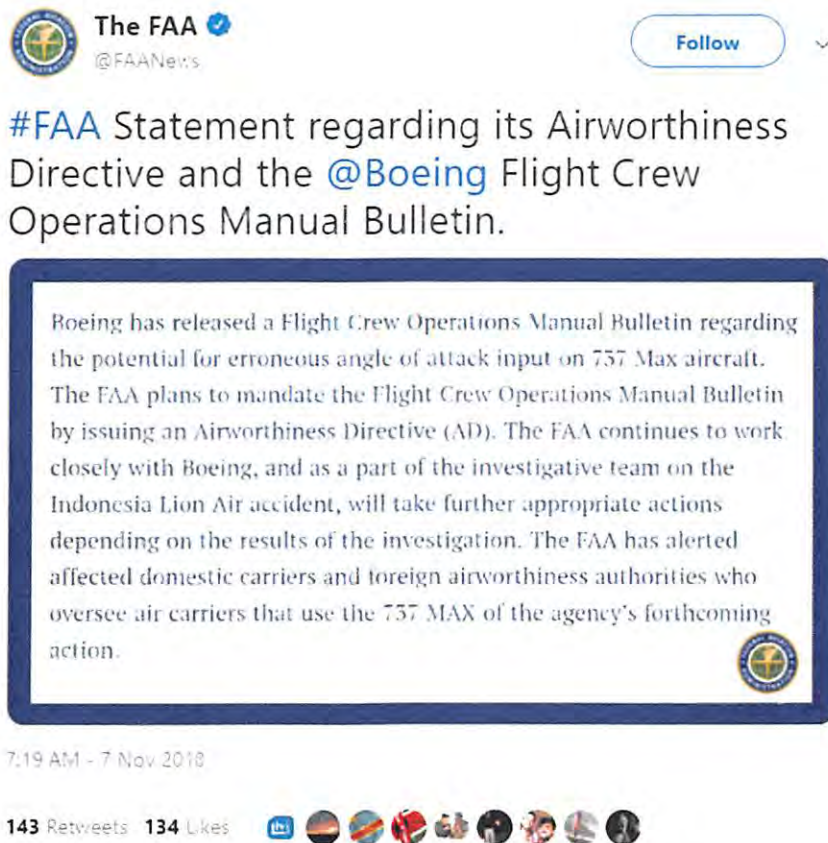 The FAA
@FAANews
Follow
#FAA Statement regarding its Airworthiness
Directive and the @Boeing Flight Crew
Operations Manual Bulletin.
Boeing has released a Flight Crew Operations Manual Bulletin regarding
the potential for erroneous angle of attack input on 737 Max aircraft.
The FAA plans to mandate the Flight Crew Operations Manual Bulletin
by issuing an Airworthiness Directive (AD). The FAA continues to work
closely with Boeing, and as a part of the investigative team on the
Indonesia Lion Air accident, will take further appropriate actions
depending on the results of the investigation. The FAA has alerted
affected domestic carriers and foreign airworthiness authorities who
oversee air carriers that use the 737 MAX of the agency's forthcoming
action.
7:19 AM - 7 Nov 2018
143 Retweets 134 Likes